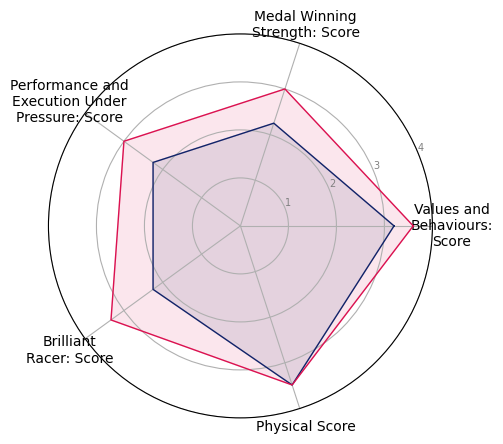 Medal Winning
Strength: Score
Performance and
Execution Under
Pressure: Score
4
3
2
1
Values and
Behaviours:
Score
Brilliant
Racer: Score
Physical Score